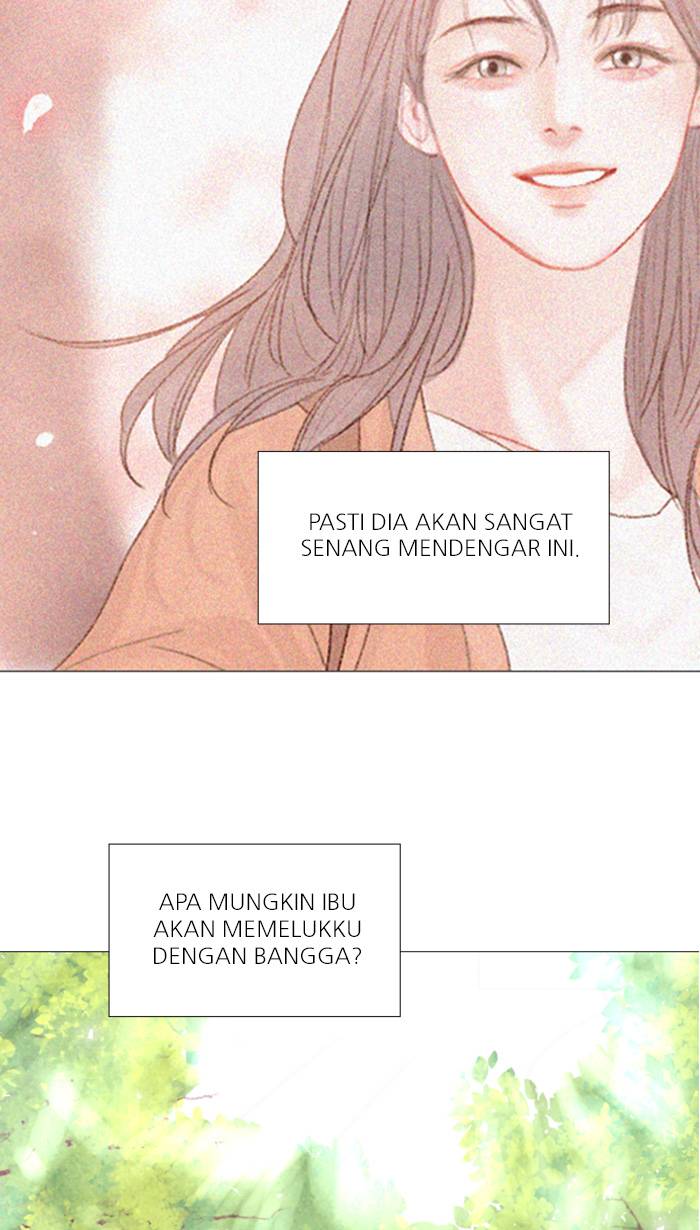 PASTI DIA AKAN SANGAT
SENANG MENDENGAR INI.
APA MUNGKIN IBU
AKAN MEMELUKKU
DENGAN BANGGA?